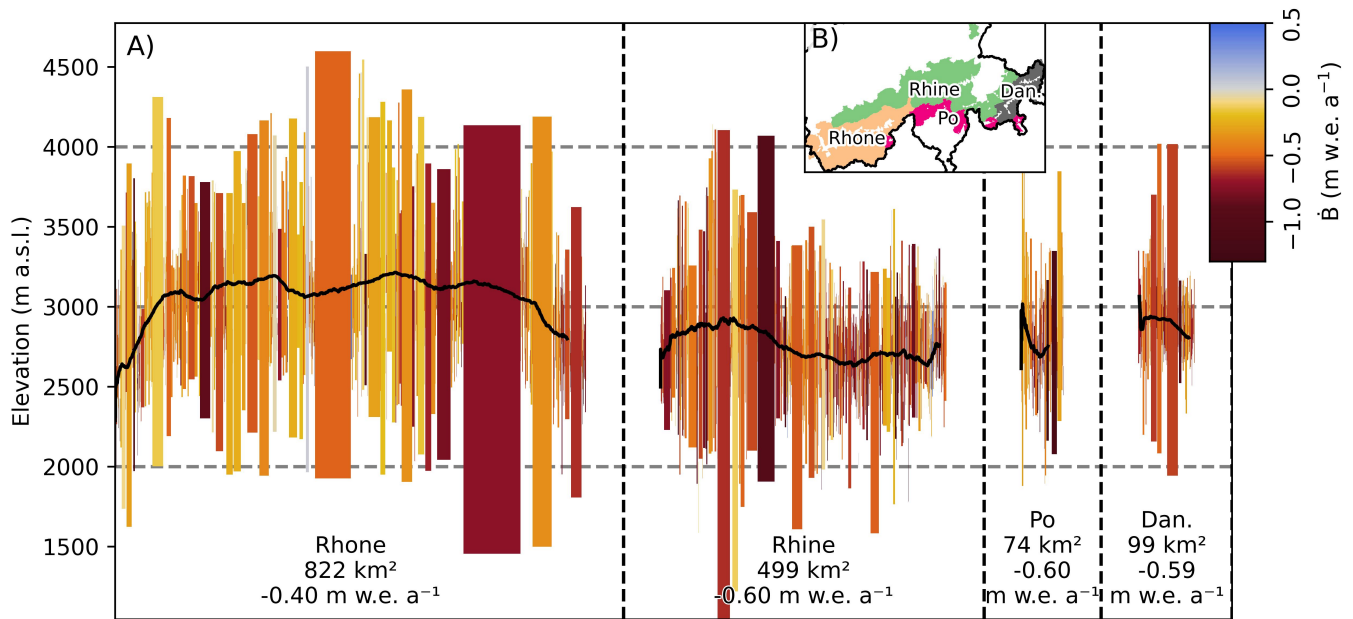 A)
B)
Elevation (m a.s.l.)
4500
4000
3500
3000
2500
2000
1500
Rhine
Dan.
Po
Rhone
0.5
0.0
−0.5
−1.0
Ḃ (m w.e. a⁻¹)
Rhone
822 km²
-0.40 m w.e. a⁻¹
Rhine
499 km²
-0.60 m w.e. a⁻¹
Po
74 km²
-0.60
m w.e. a⁻¹
Dan.
99 km²
-0.59
m w.e. a⁻¹